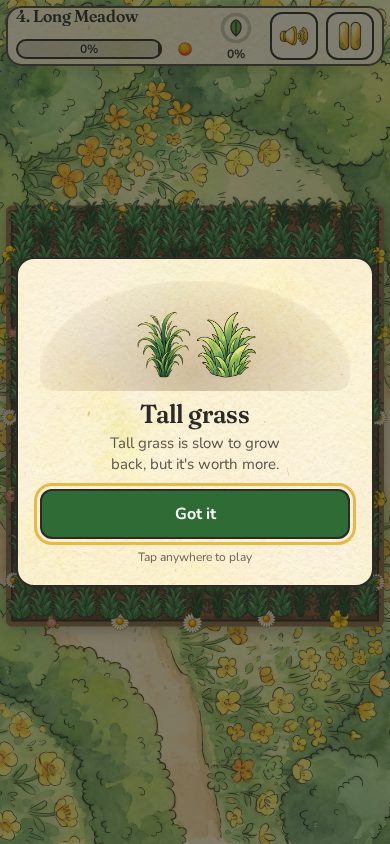 4. Long Meadow
0%
0%
Tall grass
Tall grass is slow to grow
back, but it's worth more.
Got it
Tap anywhere to play